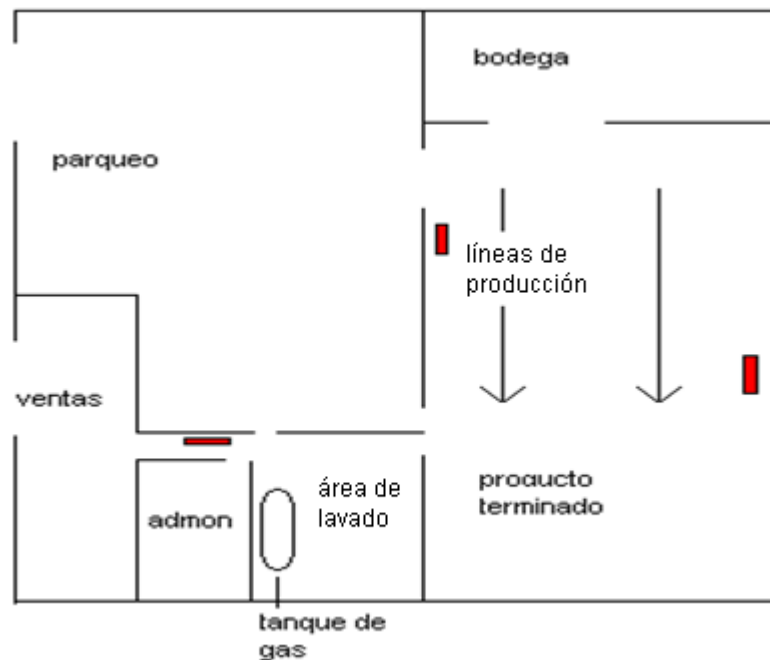 bodega
parqueo
líneas de
producción
ventas
producto
terminado
área de
lavado
admon
tanque de
gas